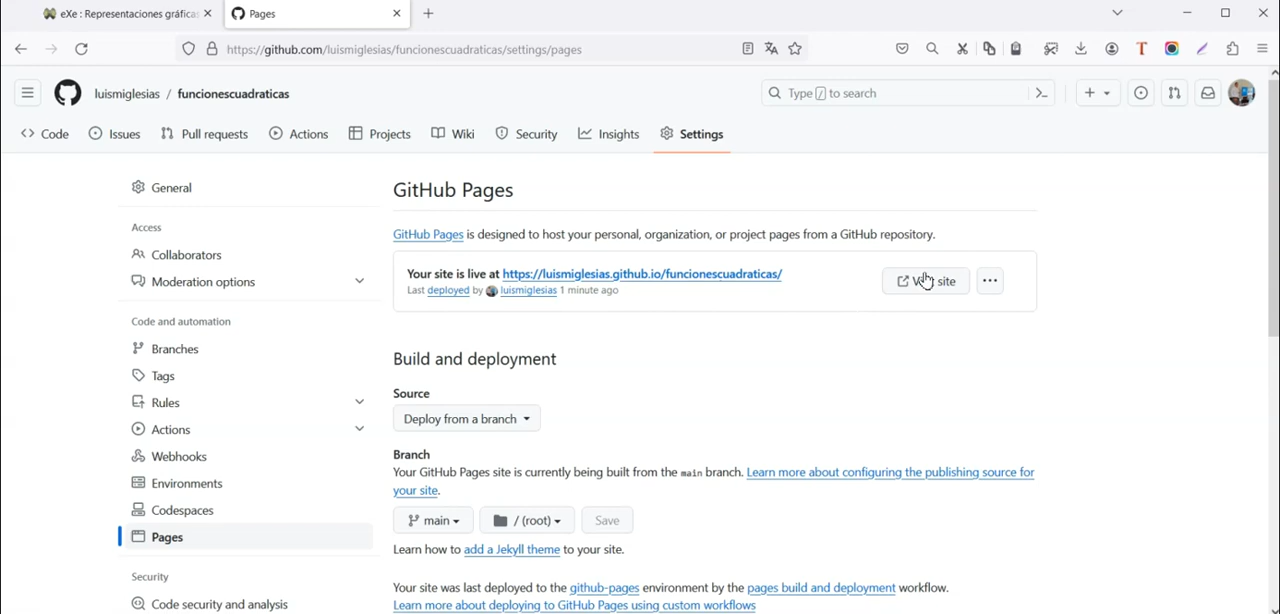 eXe : Representaciones gráficas
Pages
https://github.com/luismiglesias/funcionescuadraticas/settings/pages
T
luismiglesias / funcionescuadraticas
Type / to search
Code
Issues
Pull requests
Actions
Projects
Wiki
Security
Insights
Settings
General
Access
Collaborators
Moderation options
Code and automation
Branches
Tags
Rules
Actions
Webhooks
Environments
Codespaces
Pages
Security
Code security and analysis
GitHub Pages
GitHub Pages is designed to host your personal, organization, or project pages from a GitHub repository.
Your site is live at https://luismiglesias.github.io/funcionescuadraticas/
Last deployed by luismiglesias 1 minute ago
Visit site
Build and deployment
Source
Deploy from a branch
Branch
Your GitHub Pages site is currently being built from the main branch. Learn more about configuring the publishing source for
your site.
main
/ (root)
Save
Learn how to add a Jekyll theme to your site.
Your site was last deployed to the github-pages environment by the pages build and deployment workflow.
Learn more about deploying to GitHub Pages using custom workflows